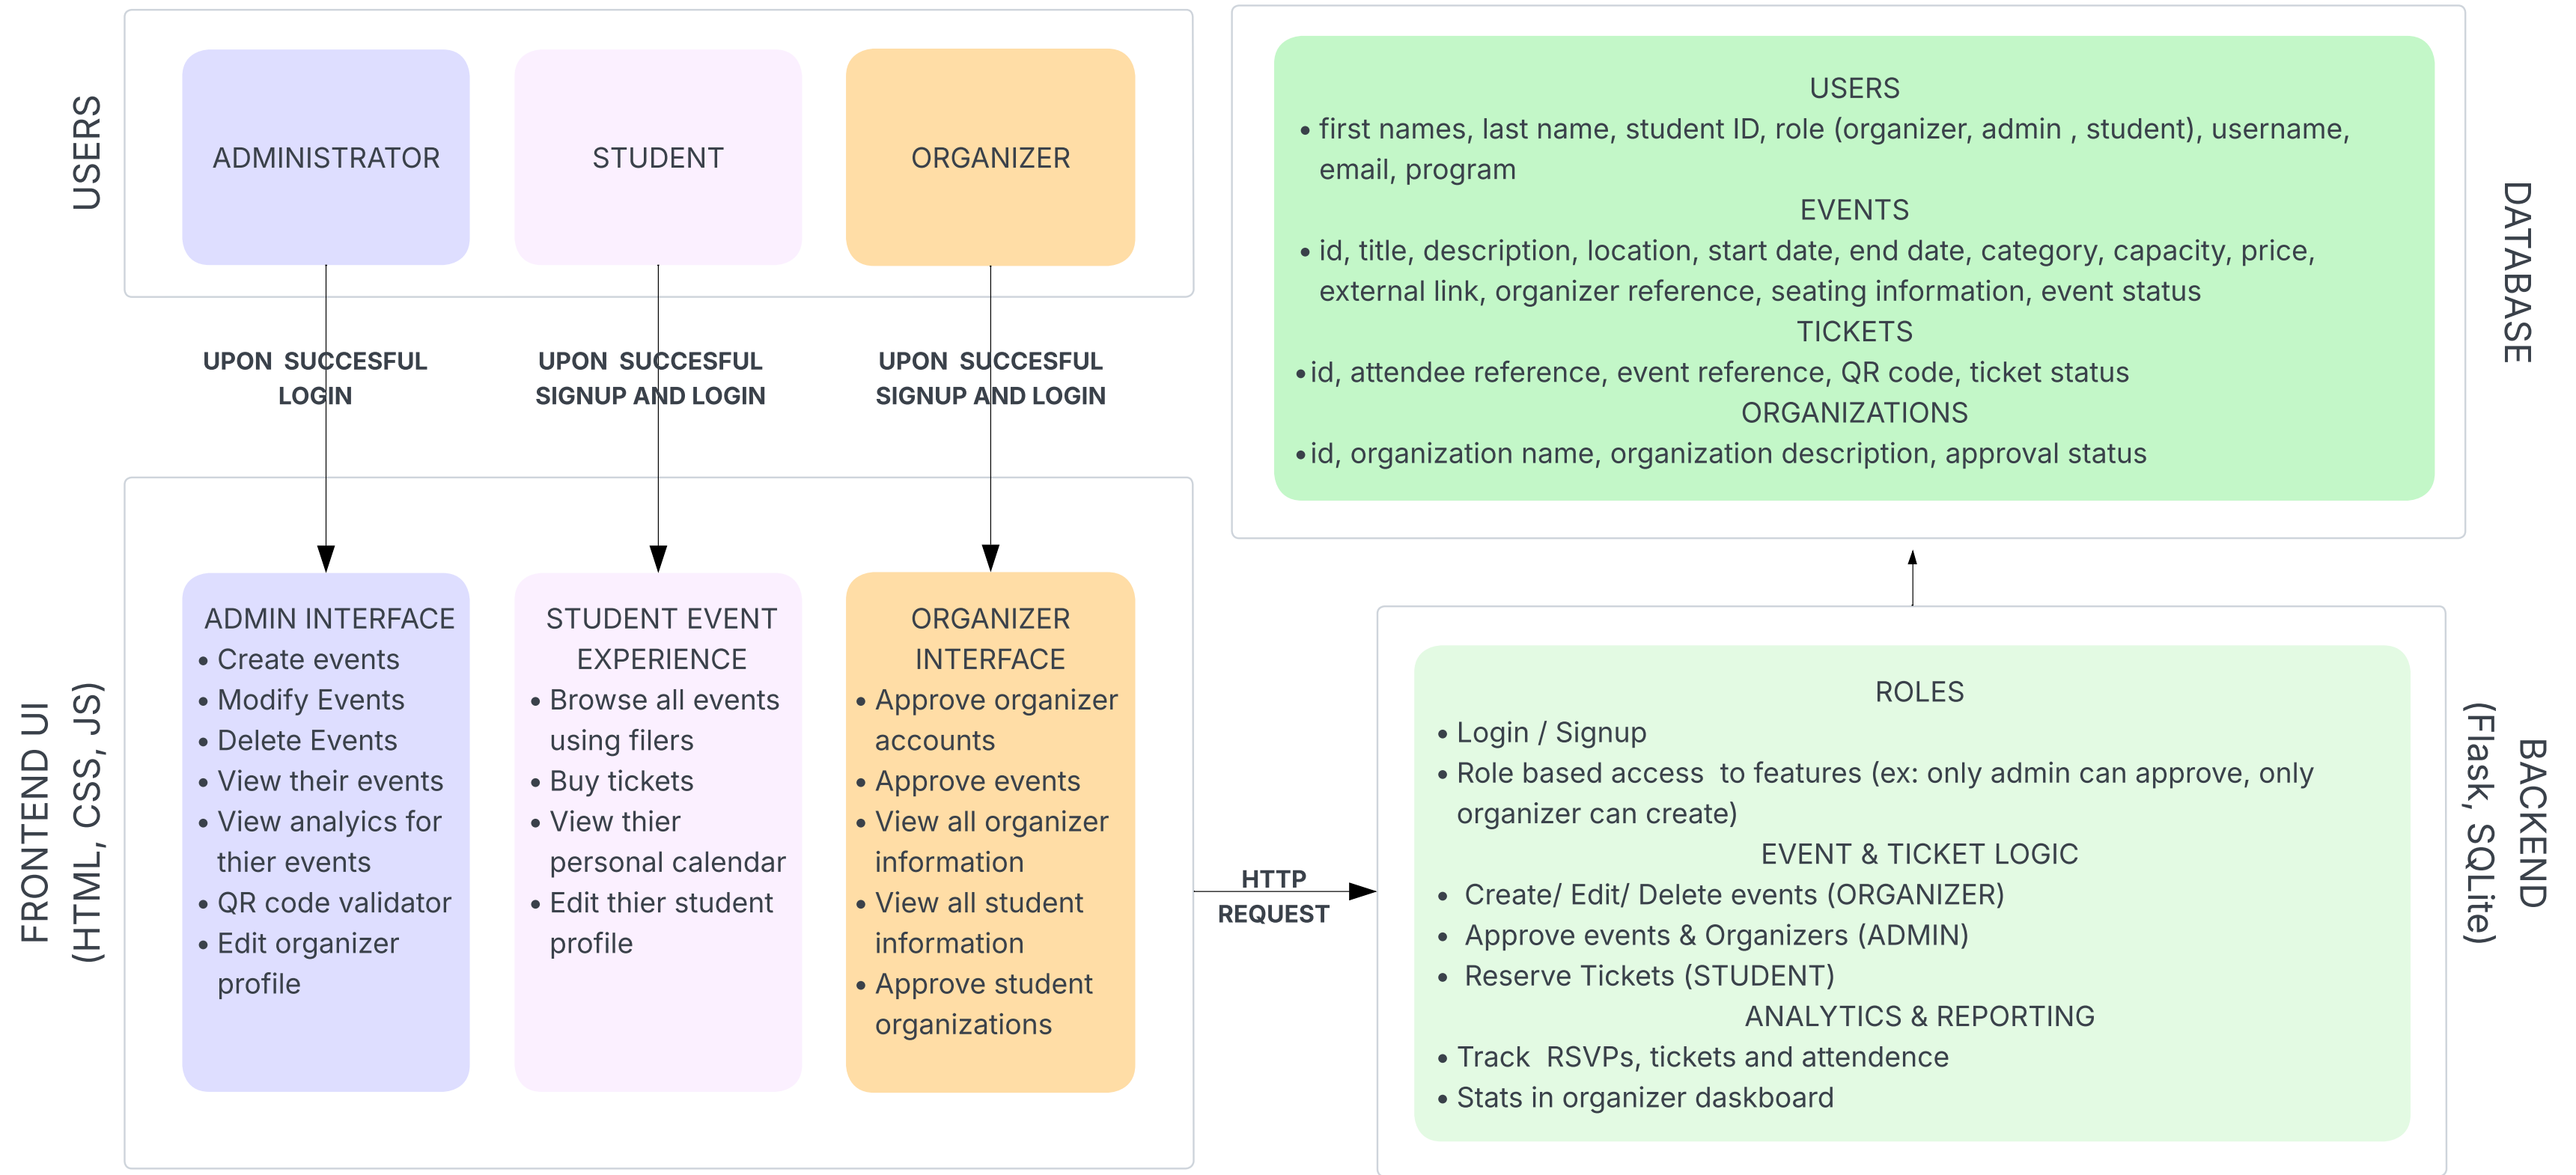 USERS
ADMINISTRATOR
STUDENT
ORGANIZER
UPON SUCCESFUL
LOGIN
UPON SUCCESFUL
SIGNUP AND LOGIN
UPON SUCCESFUL
SIGNUP AND LOGIN
FRONTEND UI
(HTML, CSS, JS)
ADMIN INTERFACE
• Create events
• Modify Events
• Delete Events
• View their events
• View analyics for
thier events
• QR code validator
• Edit organizer
profile
STUDENT EVENT
EXPERIENCE
• Browse all events
using filers
• Buy tickets
• View thier
personal calendar
• Edit thier student
profile
ORGANIZER
INTERFACE
• Approve organizer
accounts
• Approve events
• View all organizer
information
• View all student
information
• Approve student
organizations
HTTP
REQUEST
USERS
• first names, last name, student ID, role (organizer, admin , student), username,
email, program
EVENTS
• id, title, description, location, start date, end date, category, capacity, price,
external link, organizer reference, seating information, event status
TICKETS
• id, attendee reference, event reference, QR code, ticket status
ORGANIZATIONS
• id, organization name, organization description, approval status
DATABASE
ROLES
• Login / Signup
• Role based access to features (ex: only admin can approve, only
organizer can create)
EVENT & TICKET LOGIC
• Create/ Edit/ Delete events (ORGANIZER)
• Approve events & Organizers (ADMIN)
• Reserve Tickets (STUDENT)
ANALYTICS & REPORTING
• Track RSVPs, tickets and attendence
• Stats in organizer daskboard
BACKEND
(Flask, SQLite)